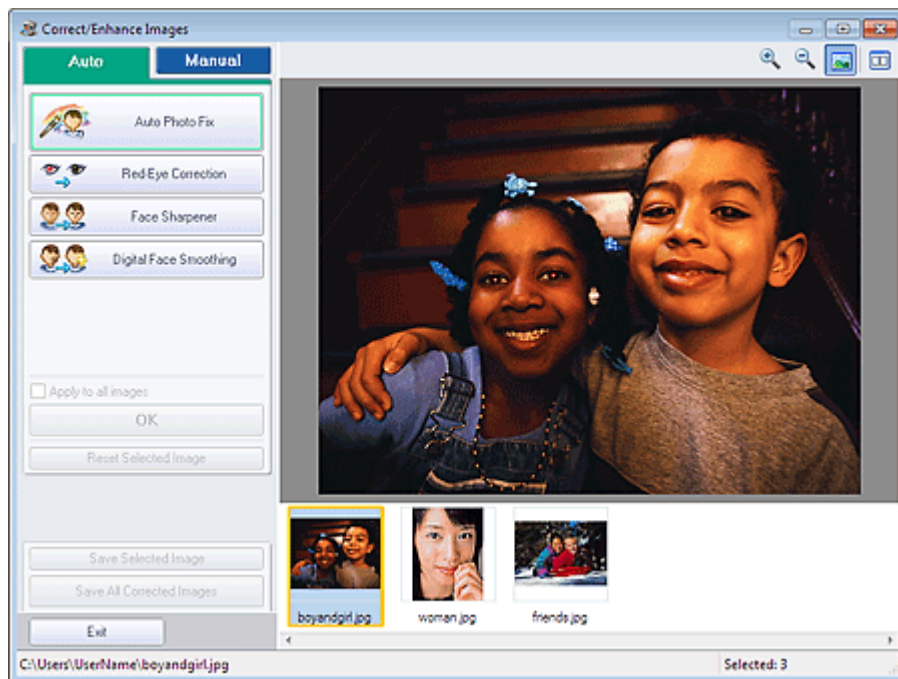 Correct/Enhance Images
Auto
Manual
Auto Photo Fix
Red-Eye Correction
Face Sharpener
Digital Face Smoothing
Apply to all images
OK
Reset Selected Image
Save Selected Image
Save All Corrected Images
Exit
boyandgirl.jpg
woman.jpg
friends.jpg
C:\Users\UserName\boyandgirl.jpg
Selected: 3